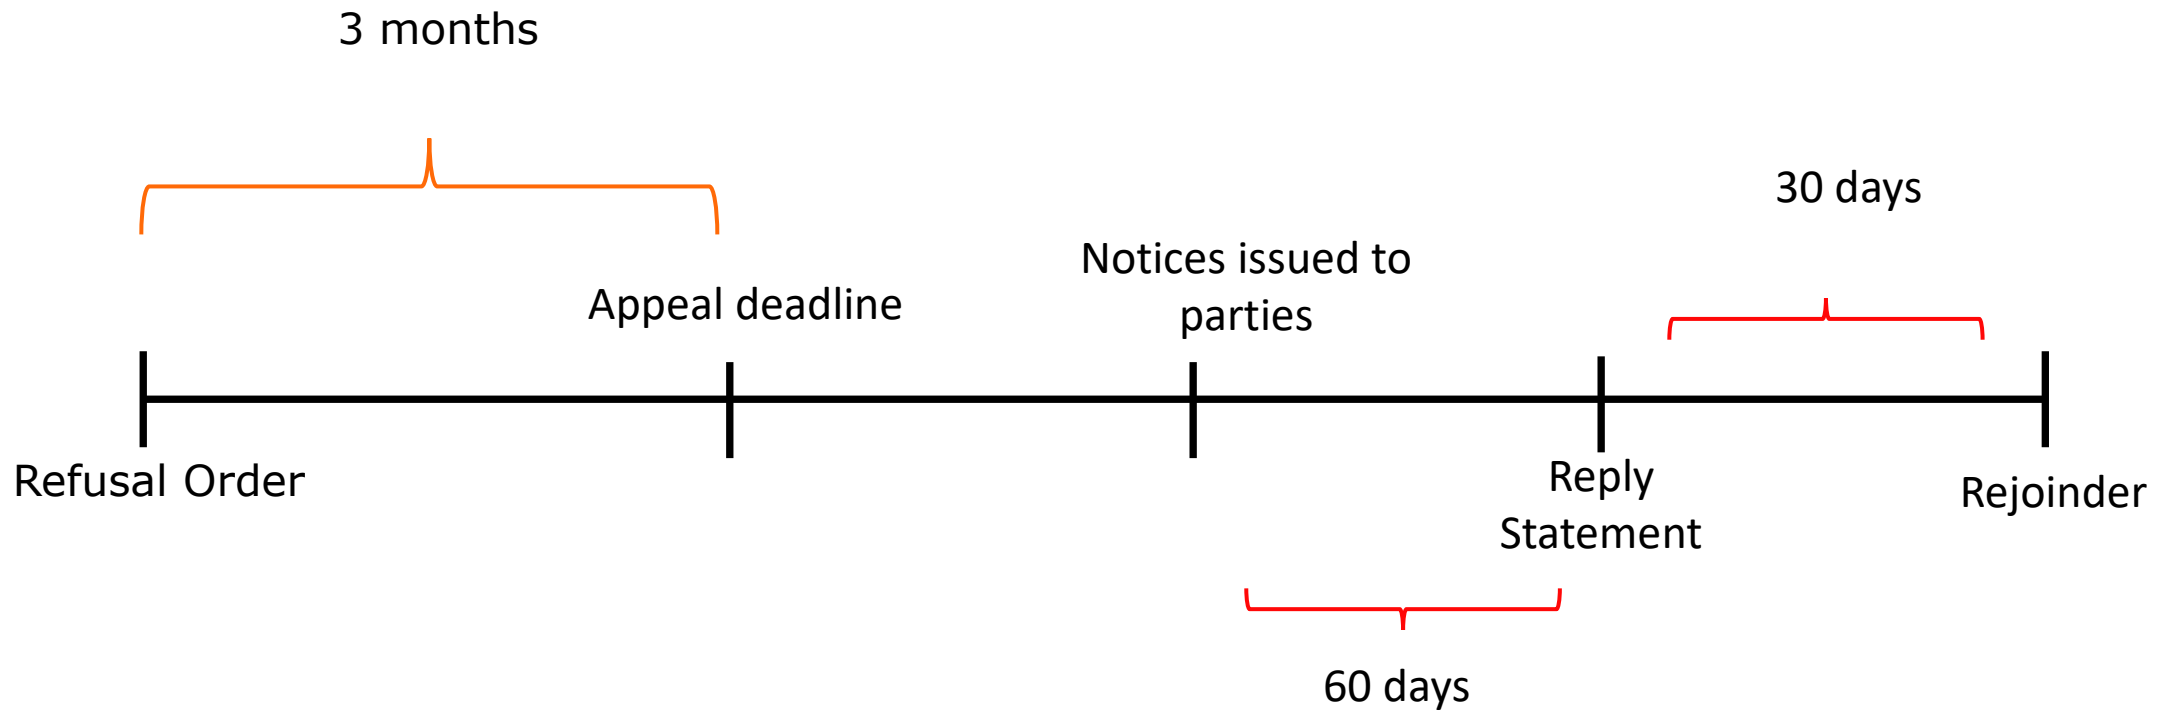 3 months
30 days
Notices issued to
parties
Appeal deadline
Refusal Order
Reply
Statement
Rejoinder
60 days